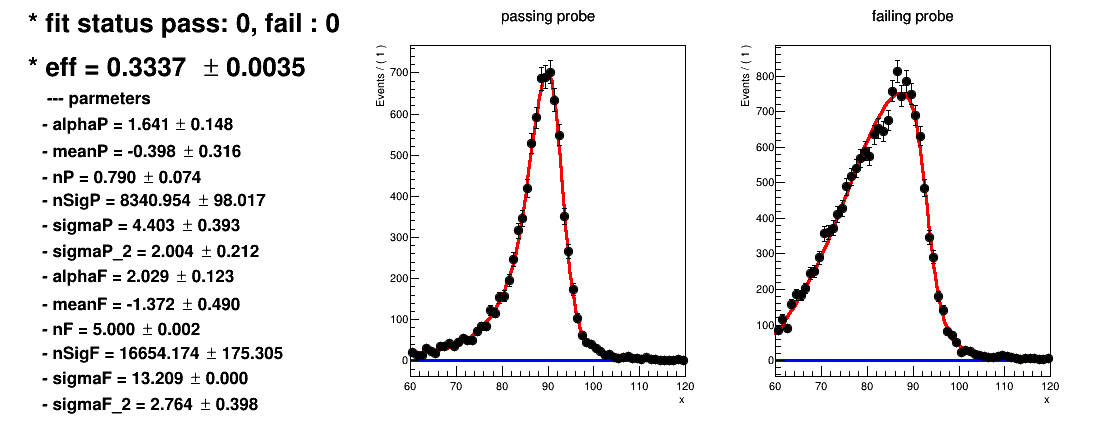 * fit status pass: 0, fail : 0
* eff = 0.3337 ± 0.0035
--- parmeters
- alphaP = 1.641 ± 0.148
- meanP = -0.398 ± 0.316
- nP = 0.790 ± 0.074
- nSigP = 8340.954 ± 98.017
- sigmaP = 4.403 ± 0.393
- sigmaP_2 = 2.004 ± 0.212
- alphaF = 2.029 ± 0.123
- meanF = -1.372 ± 0.490
- nF = 5.000 ± 0.002
- nSigF = 16654.174 ± 175.305
- sigmaF = 13.209 ± 0.000
- sigmaF_2 = 2.764 ± 0.398
passing probe
Events / ( 1 )
700
600
500
400
300
200
100
0
60 70 80 90 100 110 120
x
failing probe
Events / ( 1 )
800
700
600
500
400
300
200
100
0
60 70 80 90 100 110 120
x